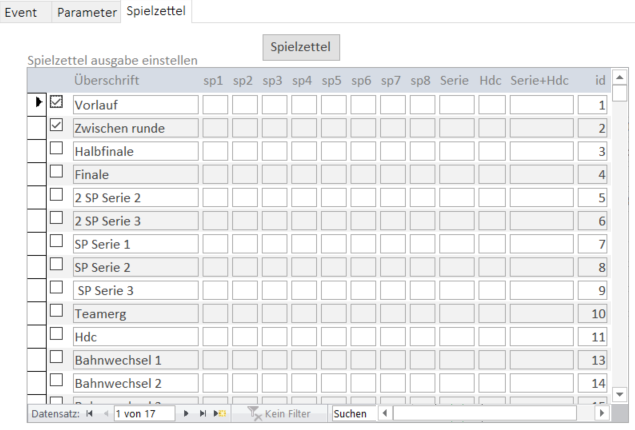 Event Parameter Spielzettel
Spielzettel
Spielzettel ausgabe einstellen
Überschrift sp1 sp2 sp3 sp4 sp5 sp6 sp7 sp8 Serie Hdc Serie+Hdc id
Vorlauf 1
Zwischen runde 2
Halbfinale 3
Finale 4
2 SP Serie 2 5
2 SP Serie 3 6
SP Serie 1 7
SP Serie 2 8
SP Serie 3 9
Teamerg 10
Hdc 11
Bahnwechsel 1 13
Bahnwechsel 2 14
Datensatz: 1 von 17 Kein Filter Suchen